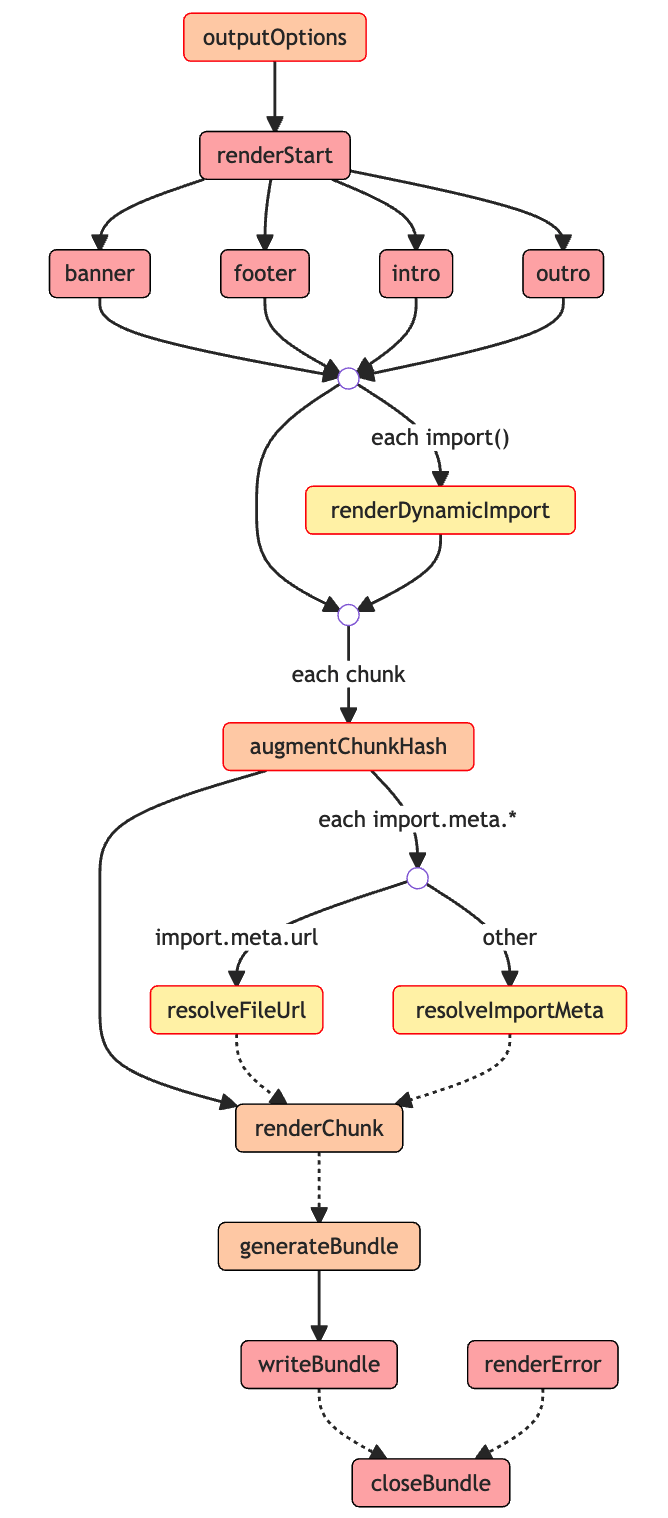 outputOptions
renderStart
banner
footer
intro
outro
each import()
renderDynamicImport
each chunk
augmentChunkHash
each import.meta.*
import.meta.url
other
resolveFileUrl
resolveImportMeta
renderChunk
generateBundle
writeBundle
renderError
closeBundle